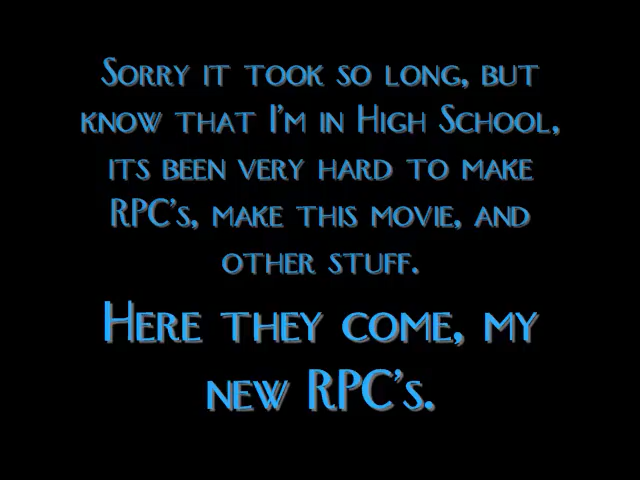 Sorry it took so long, but
know that I'm in High School,
its been very hard to make
RPC's, make this movie, and
other stuff.
Here they come, my
new RPC's.